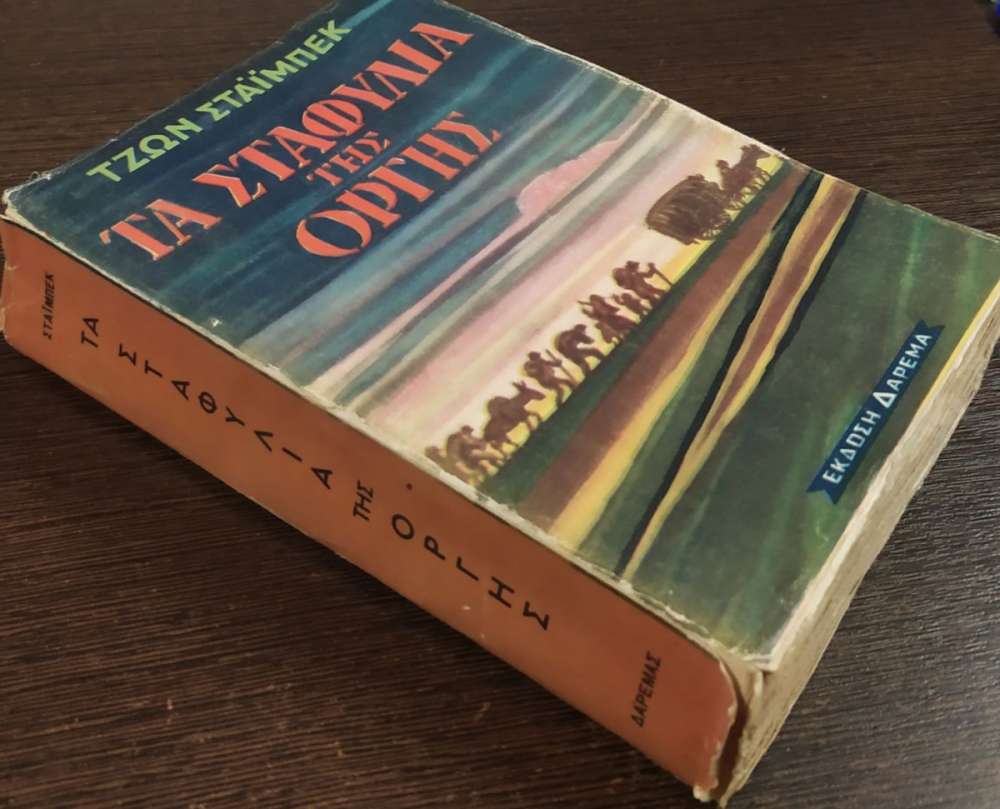 ΤΖΩΝ ΣΤΑΪΜΠΕΚ
ΤΑ ΣΤΑΦΥΛΙΑ
ΤΗΣ
ΟΡΓΗΣ
ΕΚΔΟΣΗ ΔΑΡΕΜΑ
ΣΤΑΪΜΠΕΚ
ΤΑ ΣΤΑΦΥΛΙΑ ΤΗΣ ΟΡΓΗΣ
ΔΑΡΕΜΑΣ